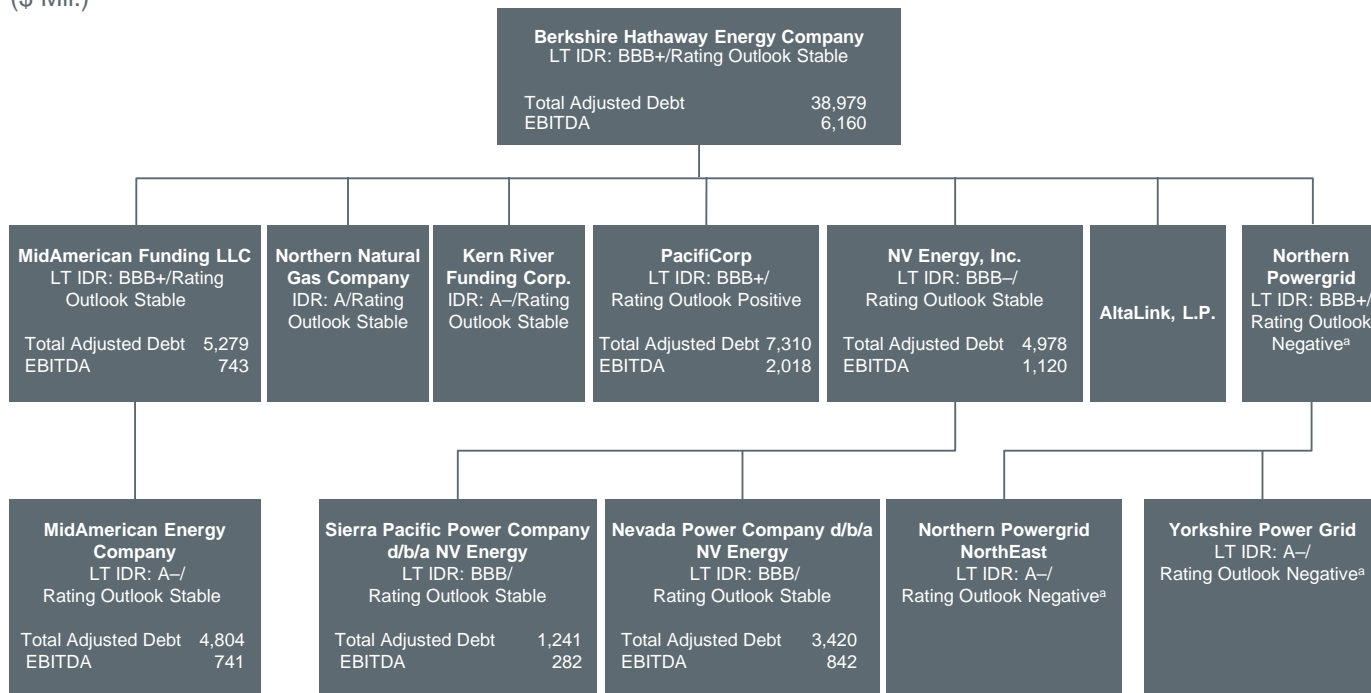 ($ Mil.)
Berkshire Hathaway Energy Company
LT IDR: BBB+/Rating Outlook Stable
Total Adjusted Debt 38,979
EBITDA 6,160
MidAmerican Funding LLC
LT IDR: BBB+/Rating
Outlook Stable
Total Adjusted Debt 5,279
EBITDA 743
Northern Natural
Gas Company
IDR: A/Rating
Outlook Stable
Kern River
Funding Corp.
IDR: A–/Rating
Outlook Stable
PacifiCorp
LT IDR: BBB+/
Rating Outlook Positive
Total Adjusted Debt 7,310
EBITDA 2,018
NV Energy, Inc.
LT IDR: BBB–/
Rating Outlook Stable
Total Adjusted Debt 4,978
EBITDA 1,120
AltaLink, L.P.
Northern
Powergrid
LT IDR: BBB+/
Rating Outlook
Negativeᵃ
MidAmerican Energy
Company
LT IDR: A–/
Rating Outlook Stable
Total Adjusted Debt 4,804
EBITDA 741
Sierra Pacific Power Company
d/b/a NV Energy
LT IDR: BBB/
Rating Outlook Stable
Total Adjusted Debt 1,241
EBITDA 282
Nevada Power Company d/b/a
NV Energy
LT IDR: BBB/
Rating Outlook Stable
Total Adjusted Debt 3,420
EBITDA 842
Northern Powergrid
NorthEast
LT IDR: A–/
Rating Outlook Negativeᵃ
Yorkshire Power Grid
LT IDR: A–/
Rating Outlook Negativeᵃ